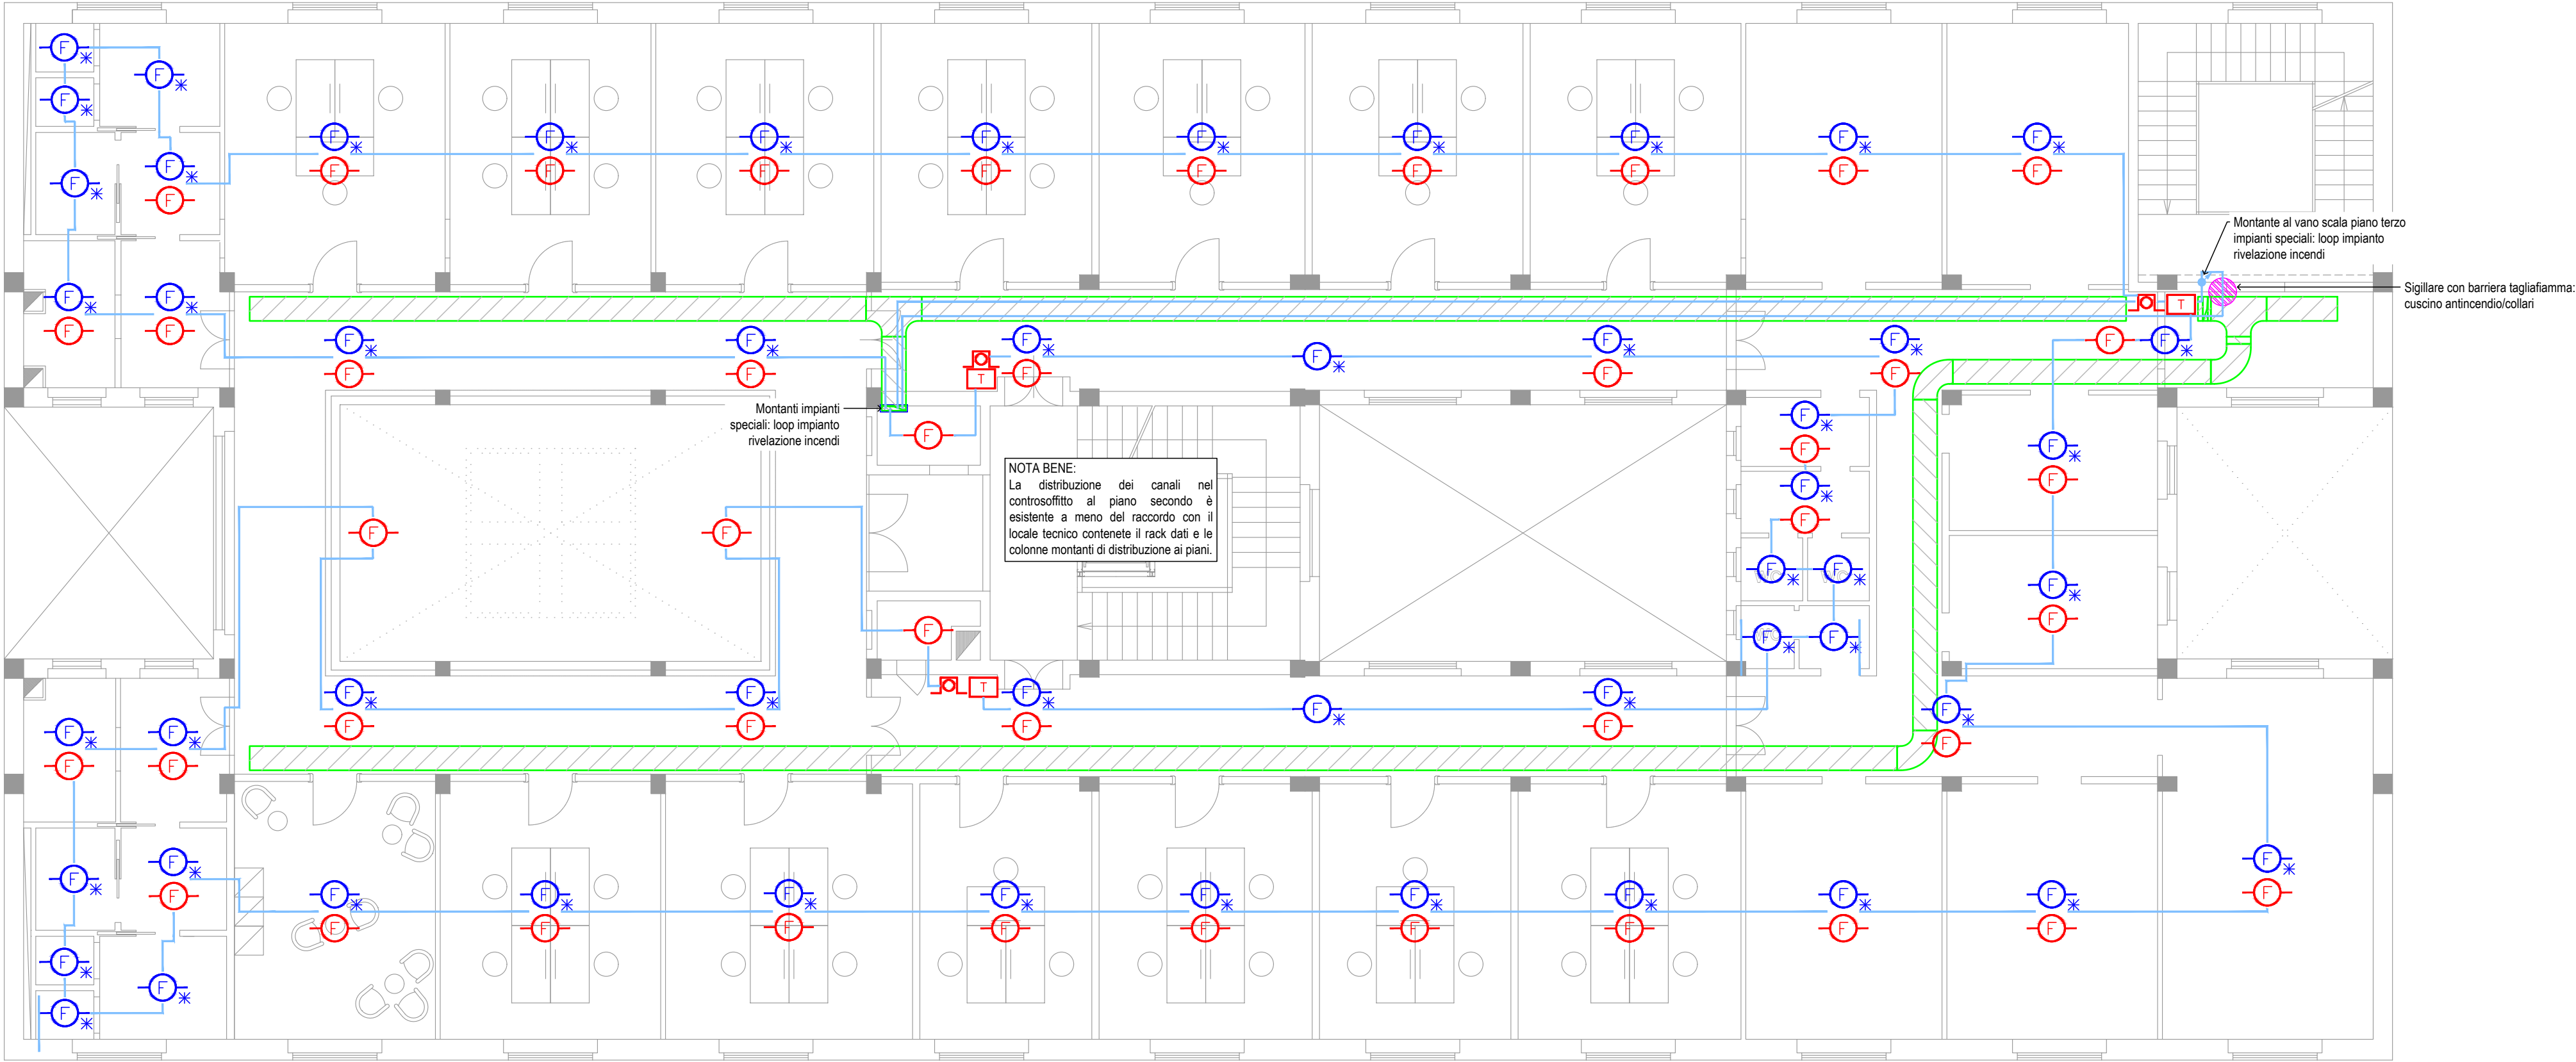 F
F
F
F F F F F F F F F
F
F F F F F F F F F
F
F
Montante al vano scala piano terzo
impianti speciali: loop impianto
rivelazione incendi
Sigillare con barriera tagliafiamma:
cuscino antincendio/collari
F F
T
F F
F F F F F F F F
F F T F F F
Montanti impianti
speciali: loop impianto
rivelazione incendi
F
F
F
F
NOTA BENE:
La distribuzione dei canali nel
controsoffitto al piano secondo è
esistente a meno del raccordo con il
locale tecnico contenete il rack dati e le
colonne montanti di distribuzione ai piani.
F
F
F
F F
F F
F
F
F
F F
F F T F F
F F
F F F F
F F
F
F F
F
F
F
F
F F F F F F F F F
F
F F F F F F F F F
F
F
F